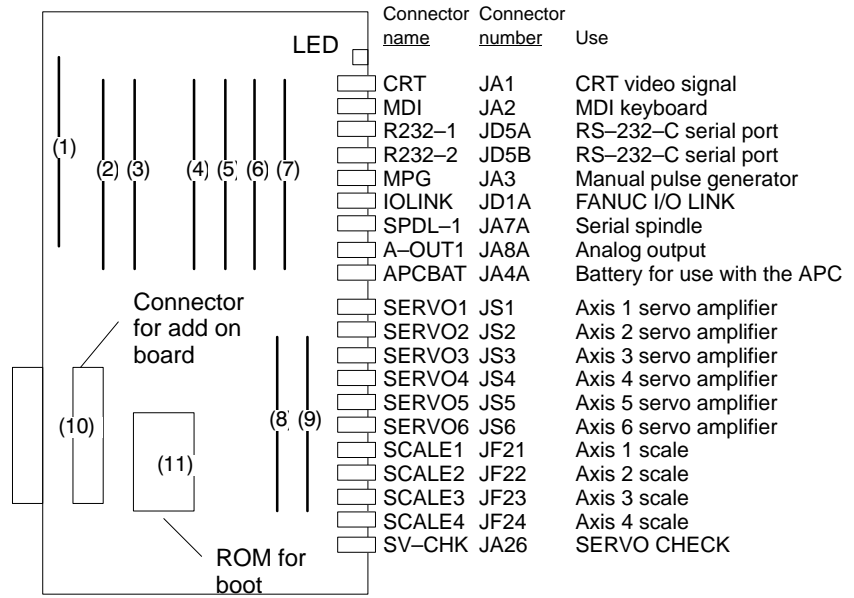 Connector Connector
name number Use
LED
CRT JA1 CRT video signal
MDI JA2 MDI keyboard
R232–1 JD5A RS–232–C serial port
R232–2 JD5B RS–232–C serial port
MPG JA3 Manual pulse generator
IOLINK JD1A FANUC I/O LINK
SPDL–1 JA7A Serial spindle
A–OUT1 JA8A Analog output
APCBAT JA4A Battery for use with the APC
SERVO1 JS1 Axis 1 servo amplifier
SERVO2 JS2 Axis 2 servo amplifier
SERVO3 JS3 Axis 3 servo amplifier
SERVO4 JS4 Axis 4 servo amplifier
SERVO5 JS5 Axis 5 servo amplifier
SERVO6 JS6 Axis 6 servo amplifier
SCALE1 JF21 Axis 1 scale
SCALE2 JF22 Axis 2 scale
SCALE3 JF23 Axis 3 scale
SCALE4 JF24 Axis 4 scale
SV–CHK JA26 SERVO CHECK
(1)
(2) (3) (4) (5) (6) (7)
Connector
for add on
board
(8) (9)
(10)
(11)
ROM for
boot